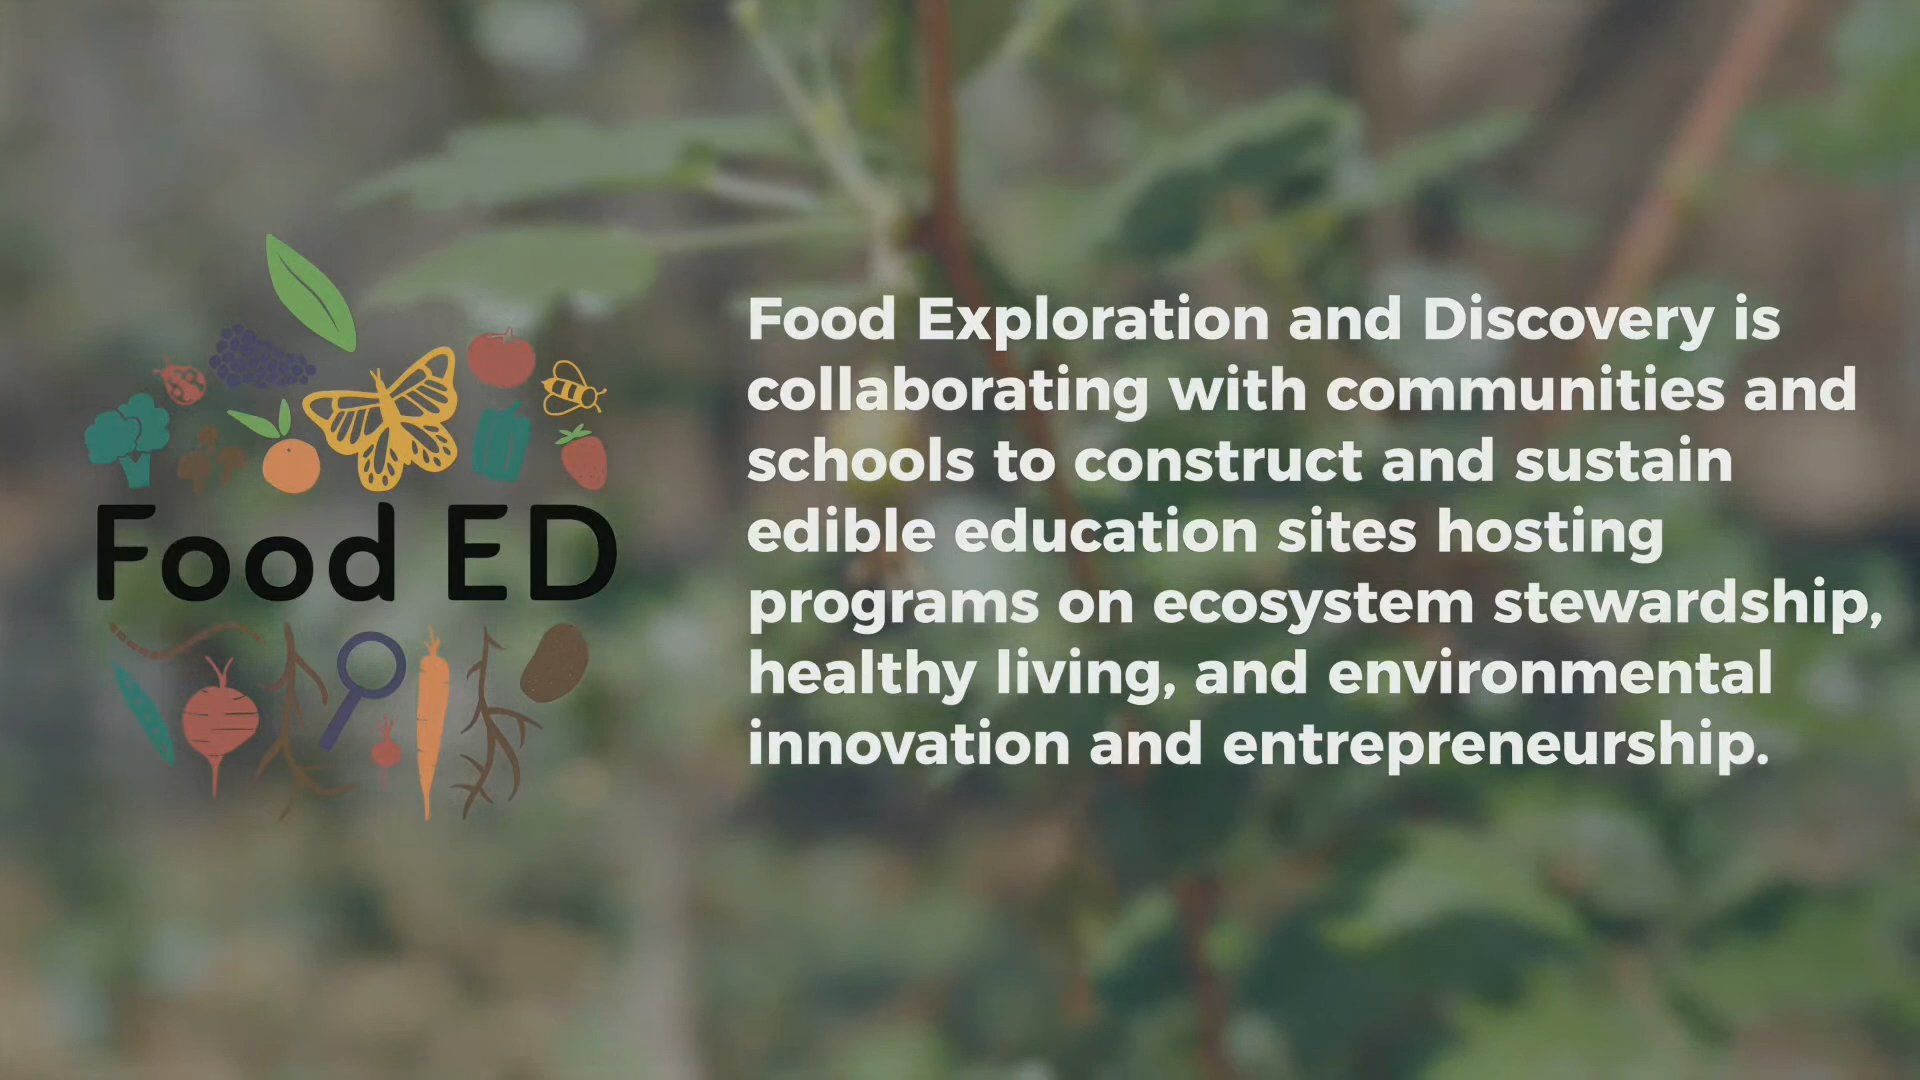 Food ED
Food Exploration and Discovery is
collaborating with communities and
schools to construct and sustain
edible education sites hosting
programs on ecosystem stewardship,
healthy living, and environmental
innovation and entrepreneurship.